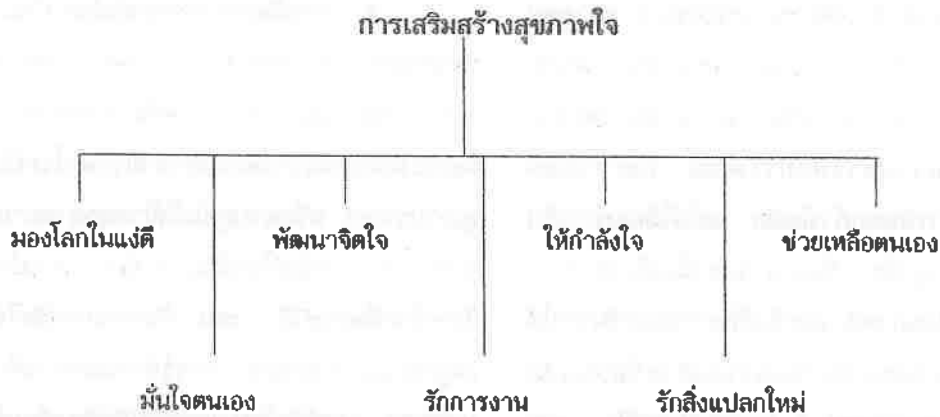 การเสริมสร้างสุขภาพใจ
มองโลกในแง่ดี พัฒนาจิตใจ ให้กำลังใจ ช่วยเหลือตนเอง
มั่นใจตนเอง รักการงาน รักสิ่งแปลกใหม่